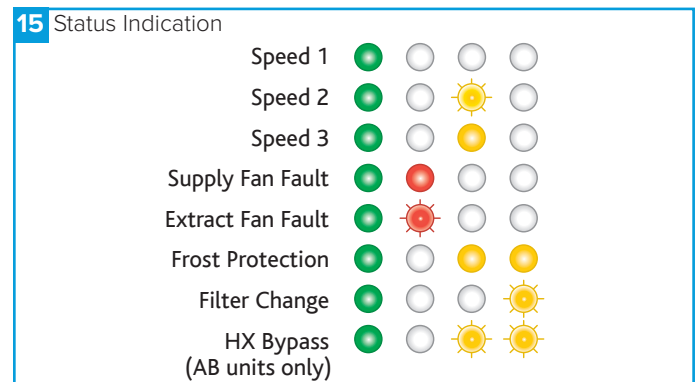 15 Status Indication
Speed 1
Speed 2
Speed 3
Supply Fan Fault
Extract Fan Fault
Frost Protection
Filter Change
HX Bypass
(AB units only)